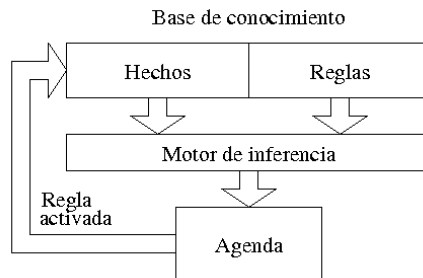 Base de conocimiento
Hechos
Reglas
Motor de inferencia
Regla
activada
Agenda